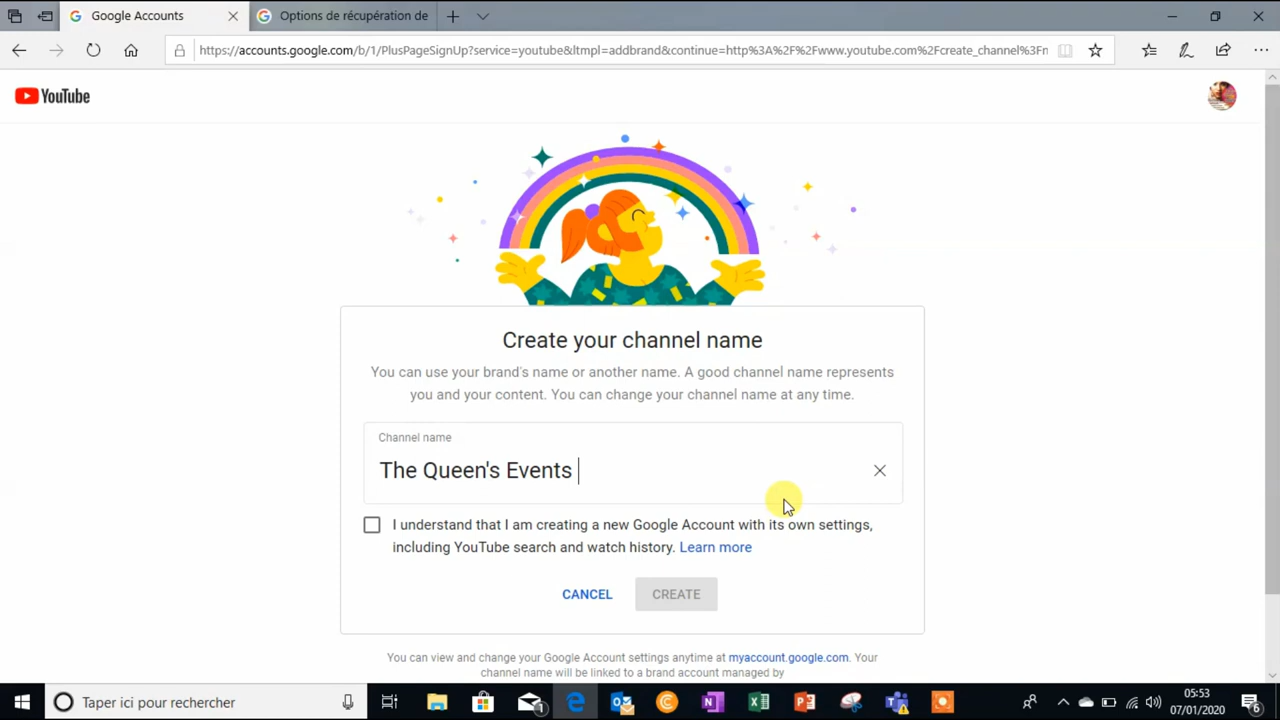 Google Accounts
Options de récupération de
https://accounts.google.com/b/1/PlusPageSignUp?service=youtube&ltmpl=addbrand&continue=http%3A%2F%2Fwww.youtube.com%2Fcreate_channel%3Fr
YouTube
Create your channel name
You can use your brand's name or another name. A good channel name represents
you and your content. You can change your channel name at any time.
Channel name
The Queen's Events
I understand that I am creating a new Google Account with its own settings,
including YouTube search and watch history. Learn more
CANCEL
CREATE
You can view and change your Google Account settings anytime at myaccount.google.com. Your
channel name will be linked to a brand account managed by
Taper ici pour rechercher
1
05:53
07/01/2020
6